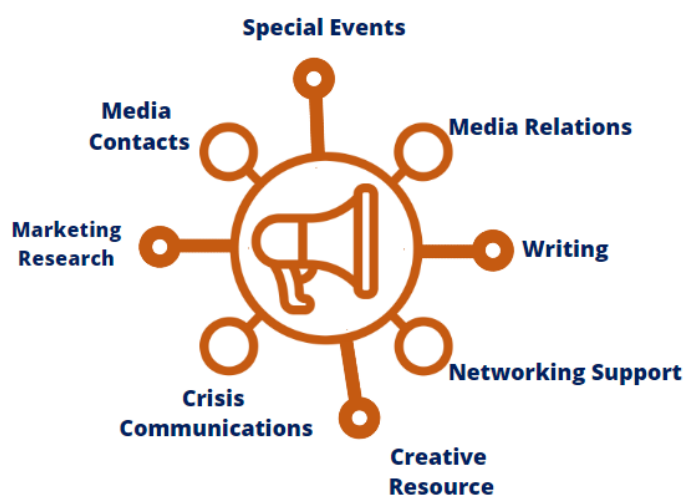 Special Events
Media
Contacts
Media Relations
Marketing
Research
Writing
Networking Support
Crisis
Communications
Creative
Resource